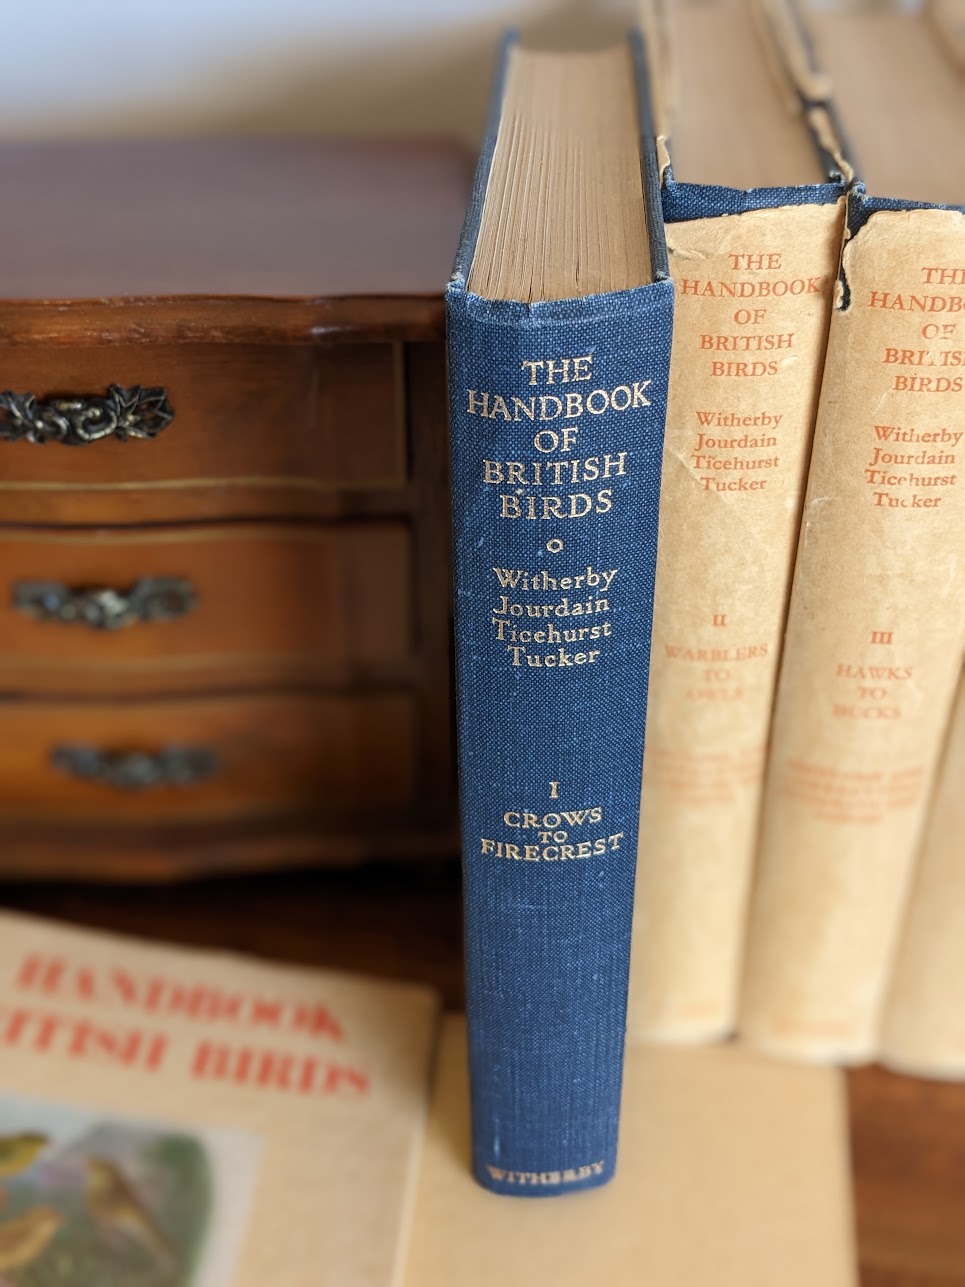 THE
HANDBOOK
OF
BRITISH
BIRDS
Witherby
Jourdain
Ticehurst
Tucker
I
CROWS
TO
FIRECREST
WITHERBY
THE
HANDBOOK
OF
BRITISH
BIRDS
Witherby
Jourdain
Ticehurst
Tucker
II
WARBLERS
TO
OWLS
THE
HANDBO
OF
BRITISH
BIRDS
Witherby
Jourdain
Ticehurst
Tucker
III
HAWKS
TO
DUCKS
HANDBOOK
ITISH BIRDS